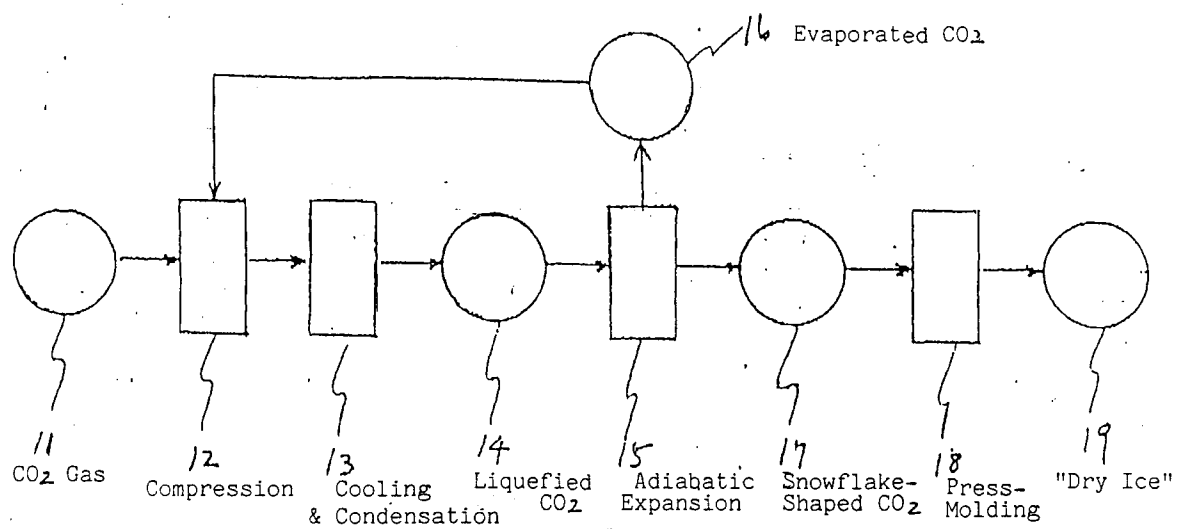 16 Evaporated CO2
11
CO2 Gas
12
Compression
13
Cooling
& Condensation
14
Liquefied
CO2
15
Adiabatic
Expansion
17
Snowflake-
Shaped CO2
18
Press-
Molding
19
"Dry Ice"